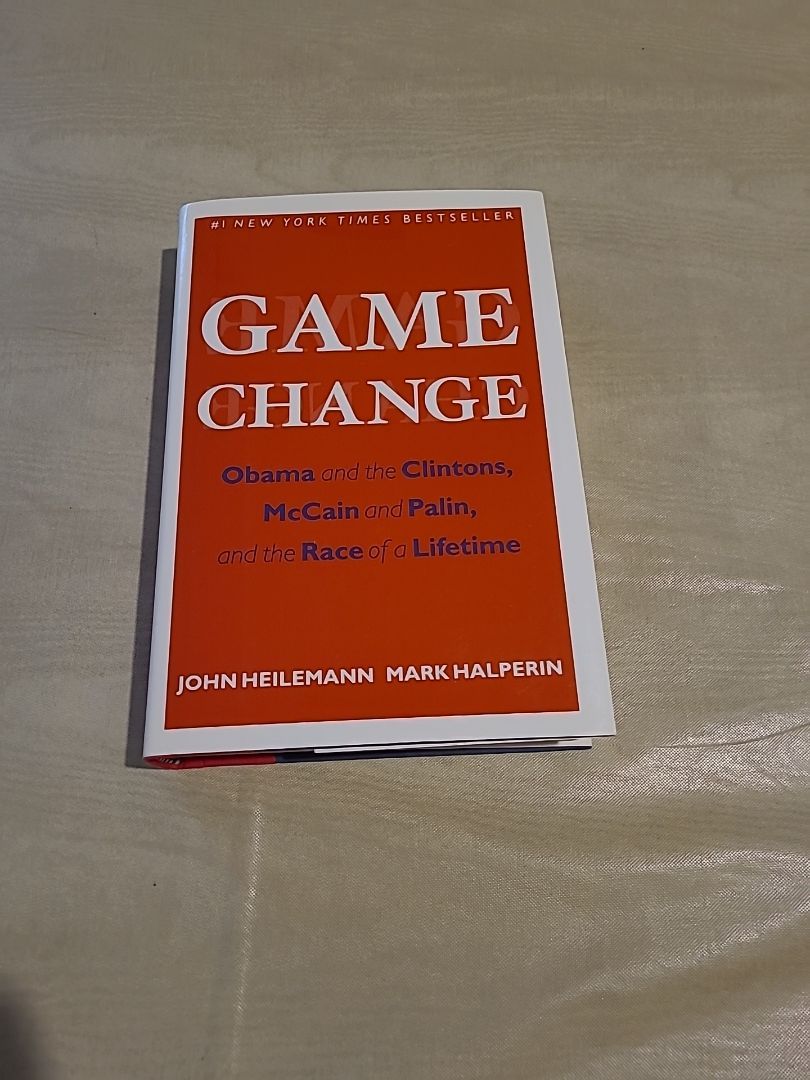 #1 NEW YORK TIMES BESTSELLER
GAME
CHANGE
Obama and the Clintons,
McCain and Palin,
and the Race of a Lifetime
JOHN HEILEMANN MARK HALPERIN